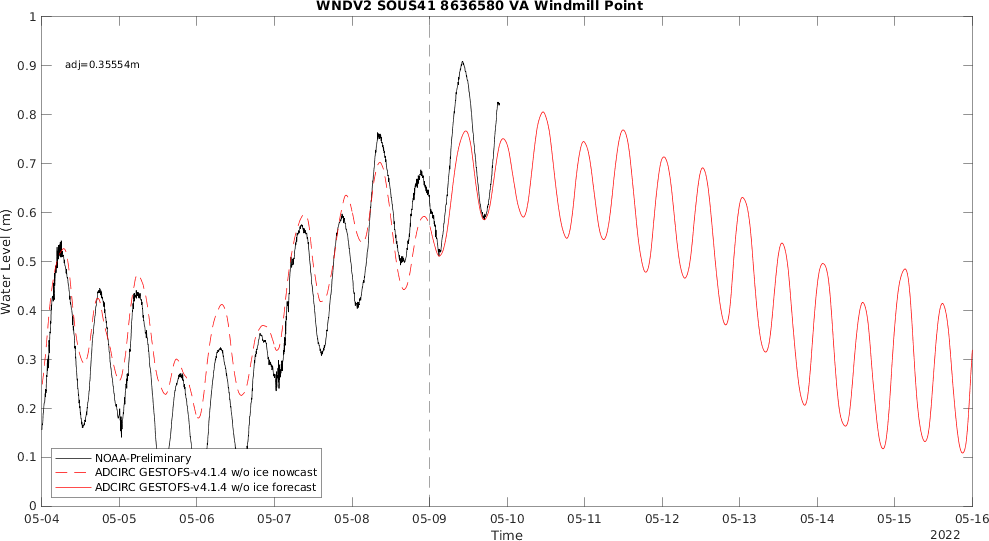 WNDV2 SOUS41 8636580 VA Windmill Point
1
0.9
0.8
0.7
0.6
0.5
0.4
0.3
0.2
0.1
0
Water Level (m)
adj=0.35554m
NOAA-Preliminary
ADCIRC GESTOFS-v4.1.4 w/o ice nowcast
ADCIRC GESTOFS-v4.1.4 w/o ice forecast
05-04 05-05 05-06 05-07 05-08 05-09 05-10 05-11 05-12 05-13 05-14 05-15 05-16
Time
2022